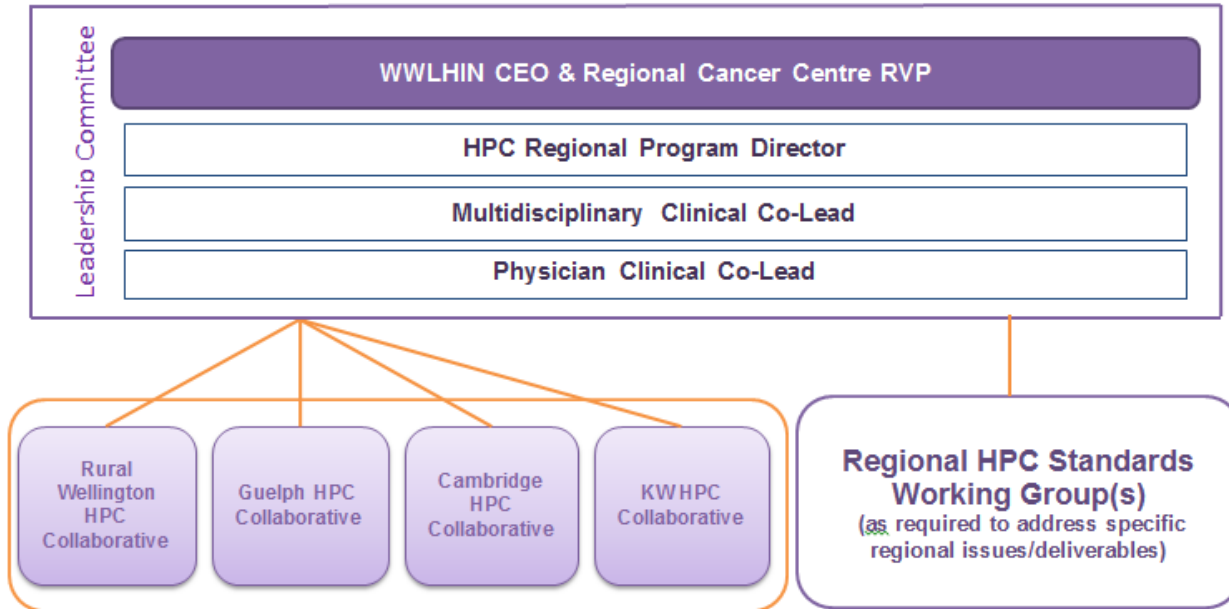 Leadership Committee
WWLHIN CEO & Regional Cancer Centre RVP
HPC Regional Program Director
Multidisciplinary Clinical Co-Lead
Physician Clinical Co-Lead
Rural
Wellington
HPC
Collaborative
Guelph HPC
Collaborative
Cambridge
HPC
Collaborative
KWHPC
Collaborative
Regional HPC Standards
Working Group(s)
(as required to address specific
regional issues/deliverables)